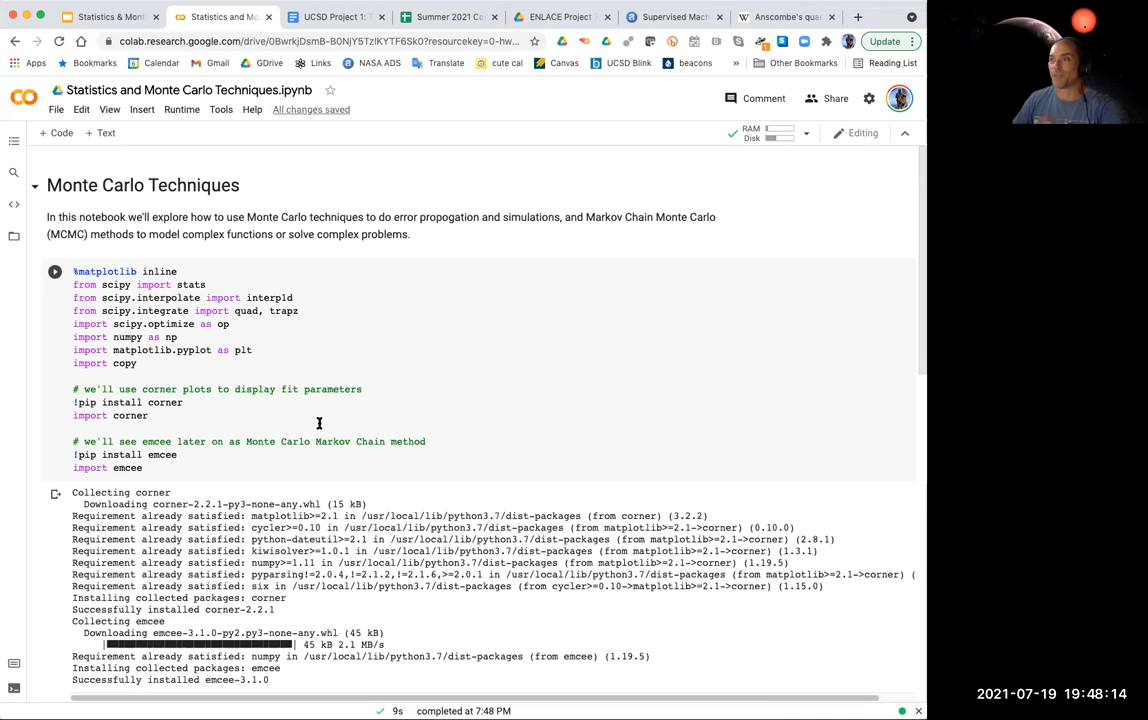 Statistics & Mont
Statistics and Mo
UCSD Project 1: T
Summer 2021 Co
ENLACE Project 
Supervised Mach
Anscombe's qua
colab.research.google.com/drive/0BwrkjDsmB-B0NjY5TzlKYTF6Sk0?resourcekey=0-hw...
Update
Apps
Bookmarks
Calendar
Gmail
GDrive
Links
NASA ADS
Translate
cute cal
Canvas
UCSD Blink
beacons
»
Other Bookmarks
Reading List
CO
Statistics and Monte Carlo Techniques.ipynb
Comment
Share
File Edit View Insert Runtime Tools Help All changes saved
+ Code + Text
RAM
Disk
Editing
Monte Carlo Techniques
In this notebook we'll explore how to use Monte Carlo techniques to do error propogation and simulations, and Markov Chain Monte Carlo
(MCMC) methods to model complex functions or solve complex problems.
%matplotlib inline
from scipy import stats
from scipy.interpolate import interp1d
from scipy.integrate import quad, trapz
import scipy.optimize as op
import numpy as np
import matplotlib.pyplot as plt
import copy
# we'll use corner plots to display fit parameters
!pip install corner
import corner
# we'll see emcee later on as Monte Carlo Markov Chain method
!pip install emcee
import emcee
Collecting corner
Downloading corner-2.2.1-py3-none-any.whl (15 kB)
Requirement already satisfied: matplotlib>=2.1 in /usr/local/lib/python3.7/dist-packages (from corner) (3.2.2)
Requirement already satisfied: cycler>=0.10 in /usr/local/lib/python3.7/dist-packages (from matplotlib>=2.1->corner) (0.10.0)
Requirement already satisfied: python-dateutil>=2.1 in /usr/local/lib/python3.7/dist-packages (from matplotlib>=2.1->corner) (2.8.1)
Requirement already satisfied: kiwisolver>=1.0.1 in /usr/local/lib/python3.7/dist-packages (from matplotlib>=2.1->corner) (1.3.1)
Requirement already satisfied: numpy>=1.11 in /usr/local/lib/python3.7/dist-packages (from matplotlib>=2.1->corner) (1.19.5)
Requirement already satisfied: pyparsing!=2.0.4,!=2.1.2,!=2.1.6,>=2.0.1 in /usr/local/lib/python3.7/dist-packages (from matplotlib>=2.1->corner) (
Requirement already satisfied: six in /usr/local/lib/python3.7/dist-packages (from cycler>=0.10->matplotlib>=2.1->corner) (1.15.0)
Installing collected packages: corner
Successfully installed corner-2.2.1
Collecting emcee
Downloading emcee-3.1.0-py2.py3-none-any.whl (45 kB)
45 kB 2.1 MB/s
Requirement already satisfied: numpy in /usr/local/lib/python3.7/dist-packages (from emcee) (1.19.5)
Installing collected packages: emcee
Successfully installed emcee-3.1.0
9s completed at 7:48 PM
2021-07-19 19:48:14